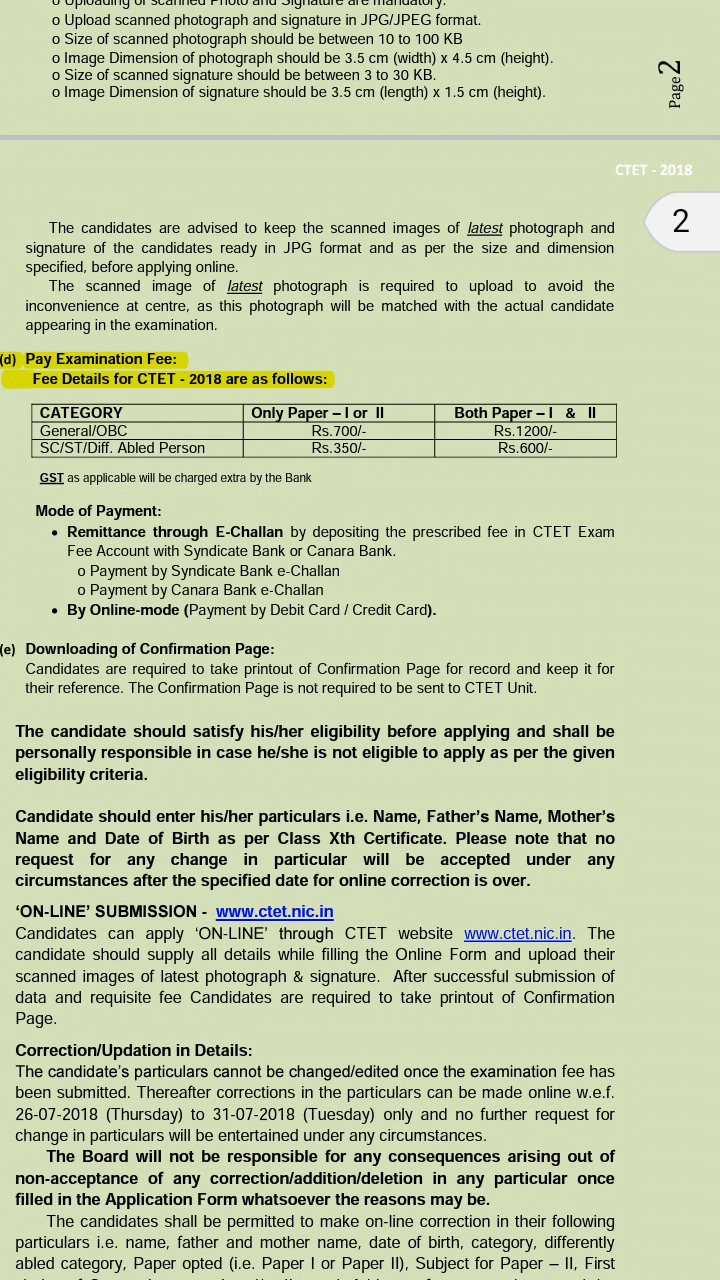 o Uploading of scanned Photo and Signature are mandatory.
o Upload scanned photograph and signature in JPG/JPEG format.
o Size of scanned photograph should be between 10 to 100 KB
o Image Dimension of photograph should be 3.5 cm (width) x 4.5 cm (height).
o Size of scanned signature should be between 3 to 30 KB.
o Image Dimension of signature should be 3.5 cm (length) x 1.5 cm (height).
Page2
CTET - 2018
2
The candidates are advised to keep the scanned images of latest photograph and
signature of the candidates ready in JPG format and as per the size and dimension
specified, before applying online.
The scanned image of latest photograph is required to upload to avoid the
inconvenience at centre, as this photograph will be matched with the actual candidate
appearing in the examination.
(d) Pay Examination Fee:
Fee Details for CTET - 2018 are as follows:
CATEGORY Only Paper – I or II Both Paper – I & II
General/OBC Rs.700/- Rs.1200/-
SC/ST/Diff. Abled Person Rs.350/- Rs.600/-
GST as applicable will be charged extra by the Bank
Mode of Payment:
• Remittance through E-Challan by depositing the prescribed fee in CTET Exam
Fee Account with Syndicate Bank or Canara Bank.
o Payment by Syndicate Bank e-Challan
o Payment by Canara Bank e-Challan
• By Online-mode (Payment by Debit Card / Credit Card).
(e) Downloading of Confirmation Page:
Candidates are required to take printout of Confirmation Page for record and keep it for
their reference. The Confirmation Page is not required to be sent to CTET Unit.
The candidate should satisfy his/her eligibility before applying and shall be
personally responsible in case he/she is not eligible to apply as per the given
eligibility criteria.
Candidate should enter his/her particulars i.e. Name, Father’s Name, Mother’s
Name and Date of Birth as per Class Xth Certificate. Please note that no
request for any change in particular will be accepted under any
circumstances after the specified date for online correction is over.
‘ON-LINE’ SUBMISSION - www.ctet.nic.in
Candidates can apply ‘ON-LINE’ through CTET website www.ctet.nic.in. The
candidate should supply all details while filling the Online Form and upload their
scanned images of latest photograph & signature. After successful submission of
data and requisite fee Candidates are required to take printout of Confirmation
Page.
Correction/Updation in Details:
The candidate’s particulars cannot be changed/edited once the examination fee has
been submitted. Thereafter corrections in the particulars can be made online w.e.f.
26-07-2018 (Thursday) to 31-07-2018 (Tuesday) only and no further request for
change in particulars will be entertained under any circumstances.
The Board will not be responsible for any consequences arising out of
non-acceptance of any correction/addition/deletion in any particular once
filled in the Application Form whatsoever the reasons may be.
The candidates shall be permitted to make on-line correction in their following
particulars i.e. name, father and mother name, date of birth, category, differently
abled category, Paper opted (i.e. Paper I or Paper II), Subject for Paper – II, First